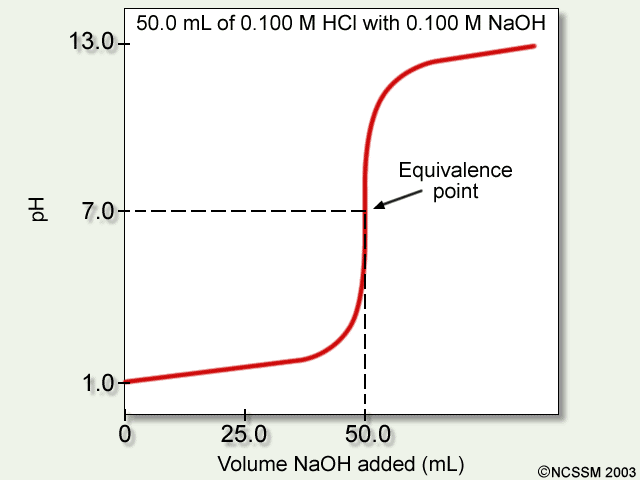 50.0 mL of 0.100 M HCl with 0.100 M NaOH
13.0
Equivalence
point
pH
7.0
1.0
0
25.0
50.0
Volume NaOH added (mL)
©NCSSM 2003